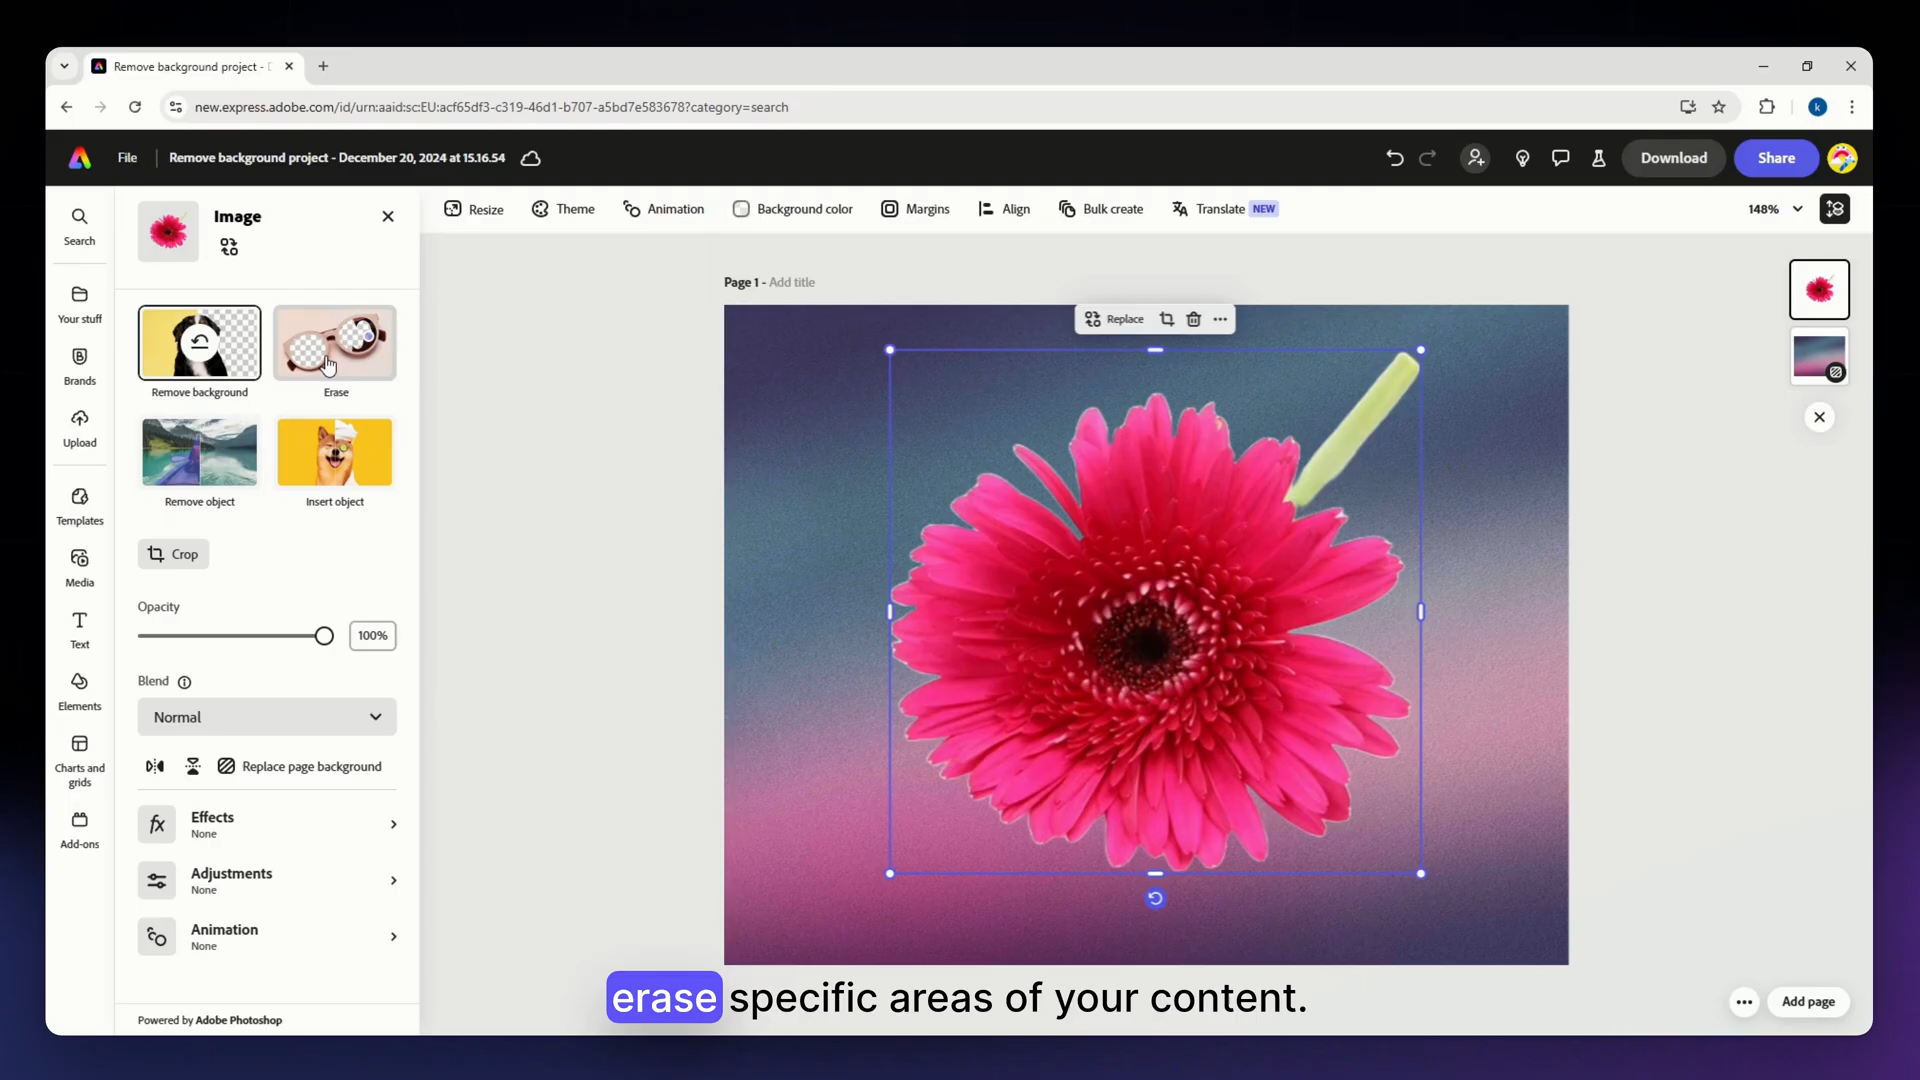 Remove background project - D
new.express.adobe.com/id/urn:aaid:sc:EU:acf65df3-c319-46d1-b707-a5bd7e583678?category=search
k
File
Remove background project - December 20, 2024 at 15.16.54
Download
Share
Search
Your stuff
Brands
Upload
Templates
Media
Text
Elements
Charts and
grids
Add-ons
Image
Remove background
Erase
Remove object
Insert object
Crop
Opacity
100%
Blend
Normal
Replace page background
Effects
None
Adjustments
None
Animation
None
Powered by Adobe Photoshop
Resize
Theme
Animation
Background color
Margins
Align
Bulk create
Translate NEW
148%
Page 1 - Add title
Replace
Add page
erase specific areas of your content.